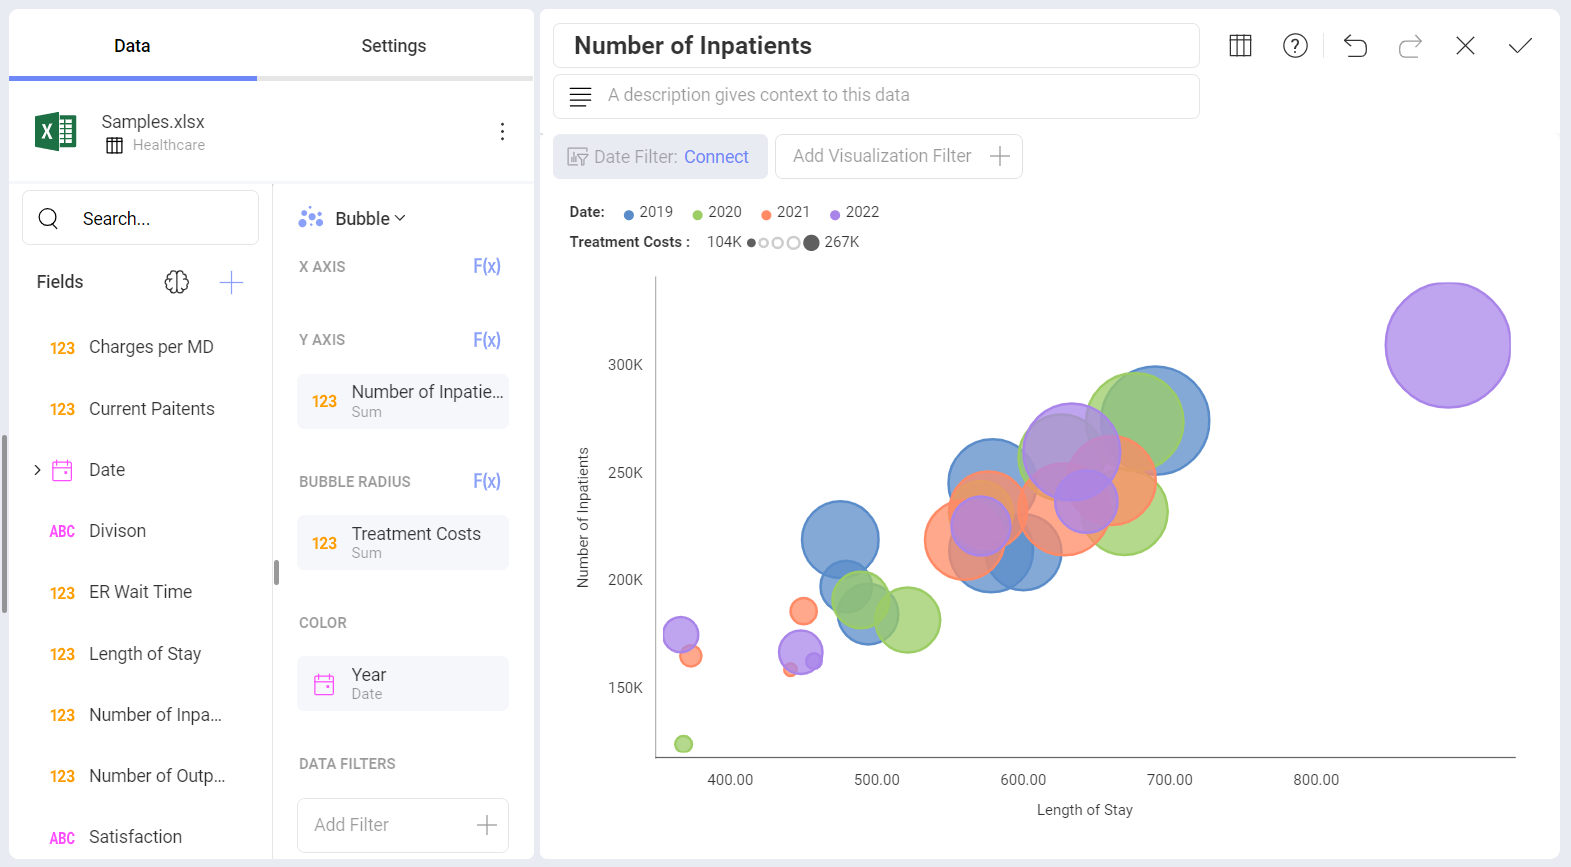 Data
Settings
Samples.xlsx
Healthcare
Search...
Fields
123 Charges per MD
123 Current Paitents
Date
ABC Divison
123 ER Wait Time
123 Length of Stay
123 Number of Inpa...
123 Number of Outp...
ABC Satisfaction
Bubble
X AXIS F(x)
Y AXIS F(x)
123 Number of Inpatie...
Sum
BUBBLE RADIUS F(x)
123 Treatment Costs
Sum
COLOR
Year
Date
DATA FILTERS
Add Filter
Number of Inpatients
A description gives context to this data
Date Filter: Connect
Add Visualization Filter
Date: 2019 2020 2021 2022
Treatment Costs : 104K 267K
300K
250K
200K
150K
Number of Inpatients
400.00 500.00 600.00 700.00 800.00
Length of Stay